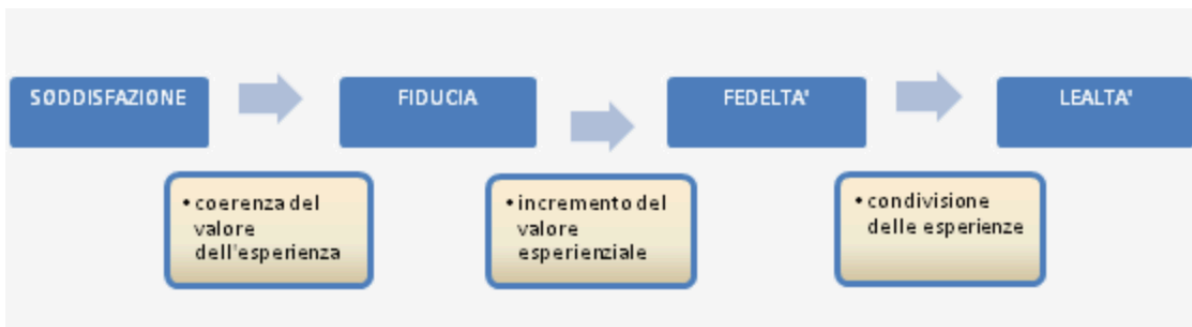 SODDISFAZIONE
FIDUCIA
FEDELTA'
LEALTA'
• coerenza del
valore
dell'esperienza
• incremento del
valore
esperienziale
• condivisione
delle esperienze